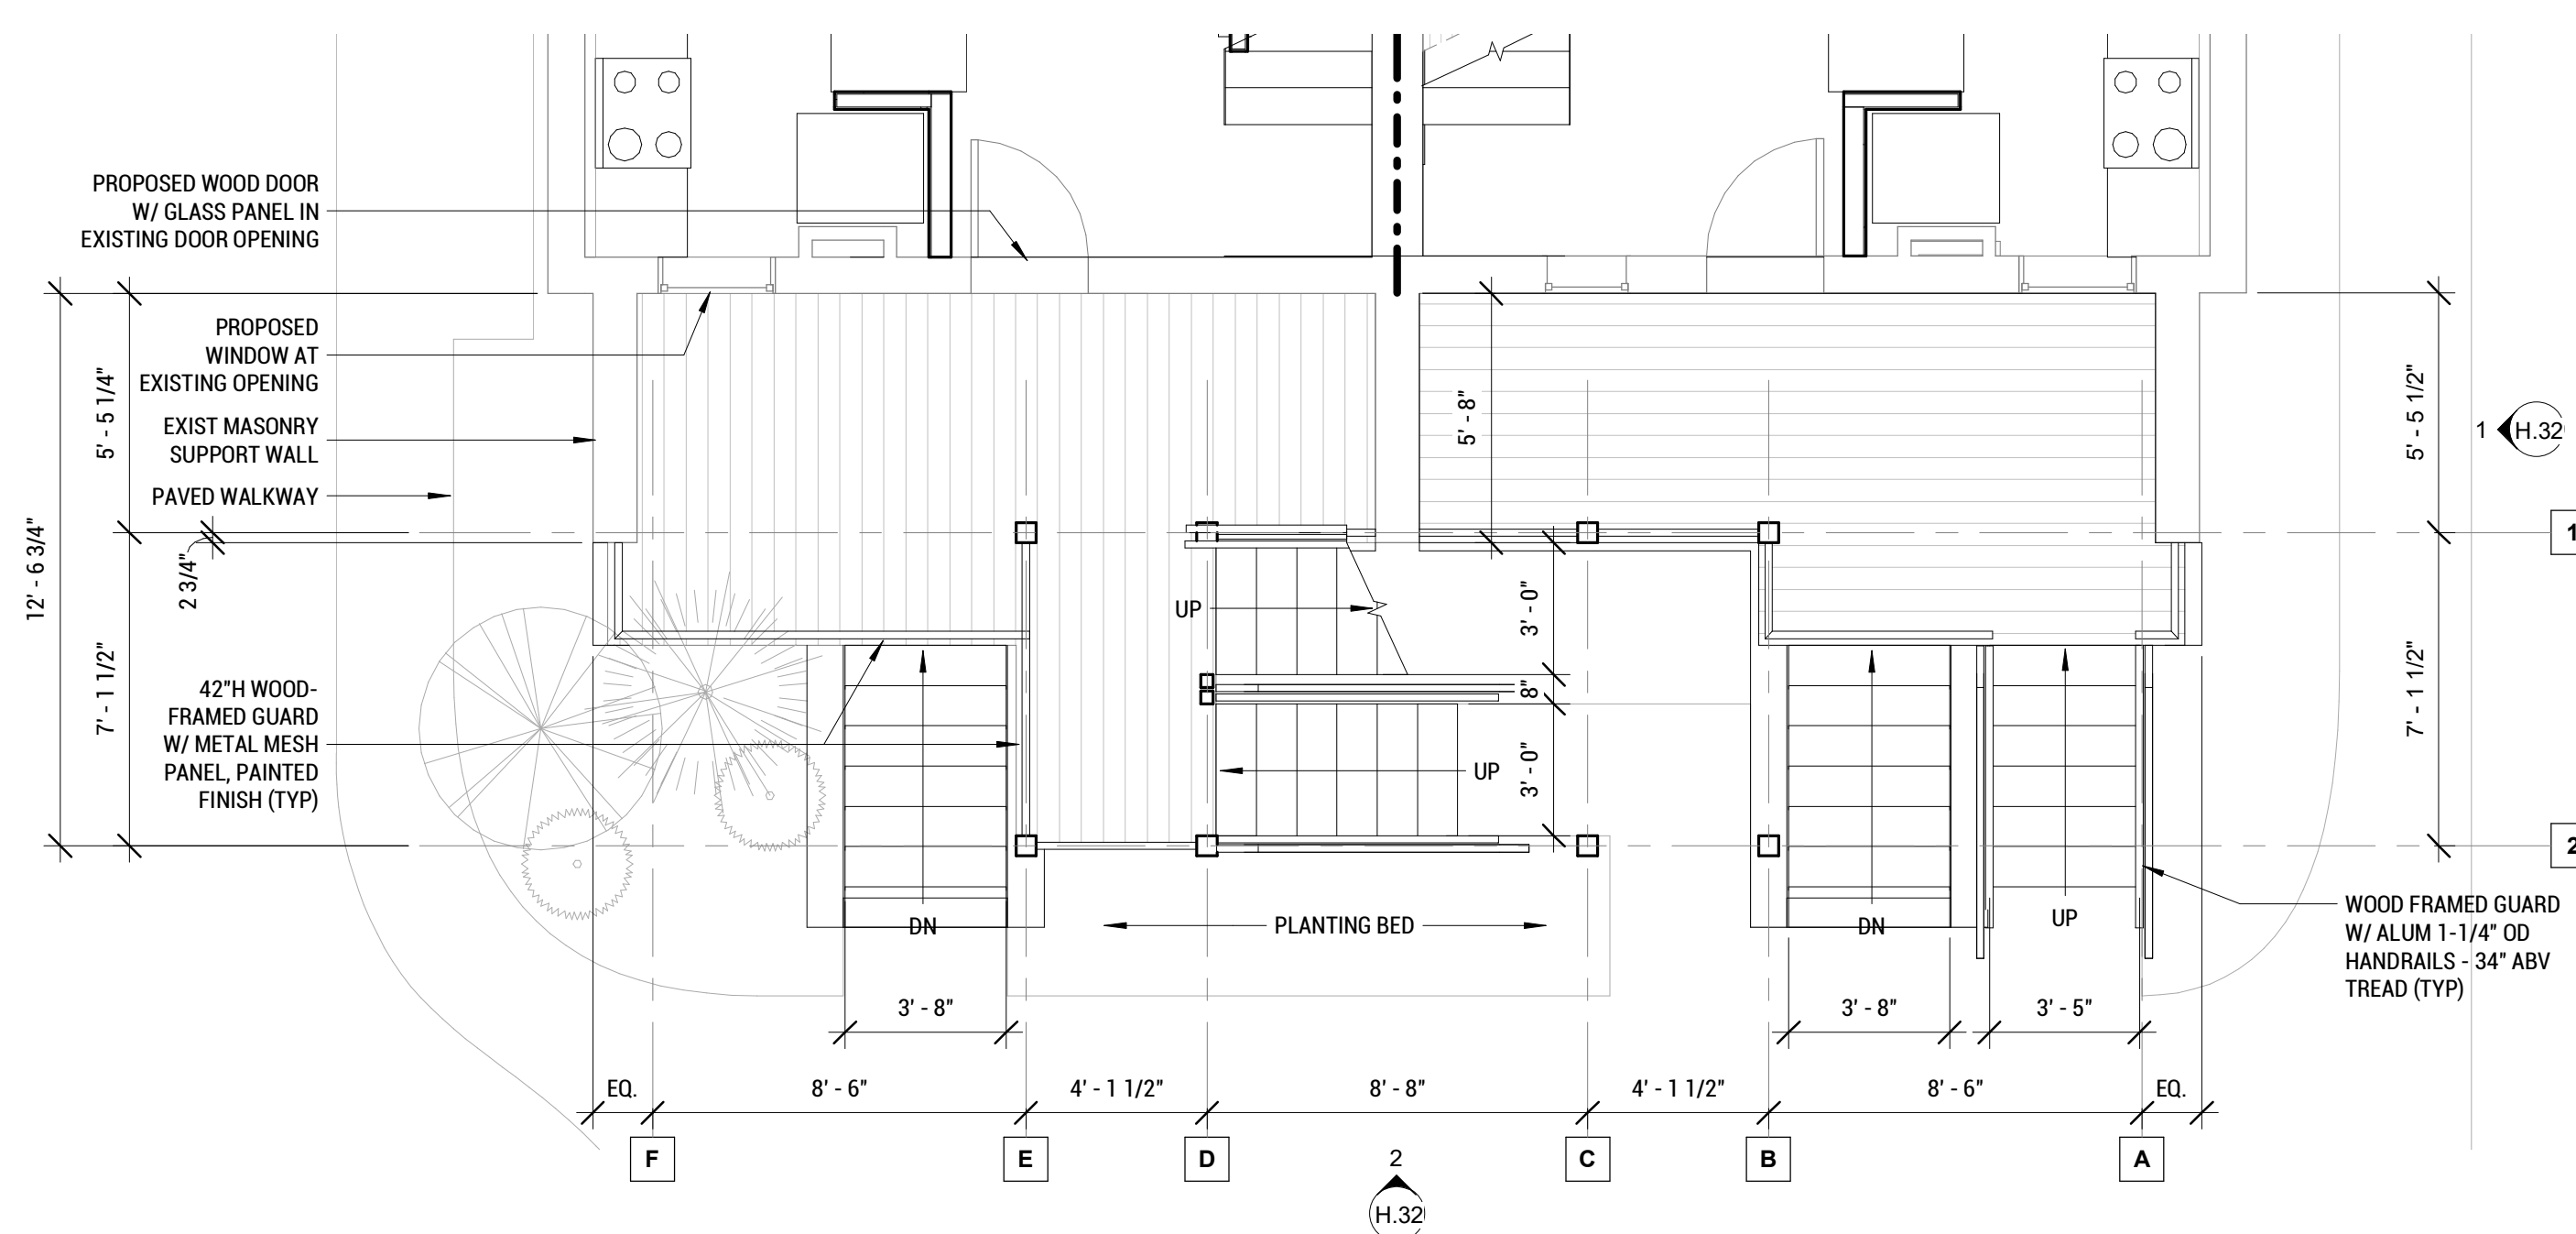 PROPOSED WOOD DOOR
W/ GLASS PANEL IN
EXISTING DOOR OPENING
PROPOSED
WINDOW AT
EXISTING OPENING
EXIST MASONRY
SUPPORT WALL
PAVED WALKWAY
12' - 6 3/4"
5' - 5 1/4"
2 3/4"
7' - 1 1/2"
42"H WOOD-
FRAMED GUARD
W/ METAL MESH
PANEL, PAINTED
FINISH (TYP)
UP
UP
5' - 8"
3' - 0"
8"
3' - 0"
DN
PLANTING BED
DN
UP
5' - 5 1/2"
7' - 1 1/2"
1
H.32
1
2
WOOD FRAMED GUARD
W/ ALUM 1-1/4" OD
HANDRAILS - 34" ABV
TREAD (TYP)
3' - 8"
3' - 8"
3' - 5"
EQ.
8' - 6"
4' - 1 1/2"
8' - 8"
4' - 1 1/2"
8' - 6"
EQ.
F
E
D
C
B
A
2
H.32